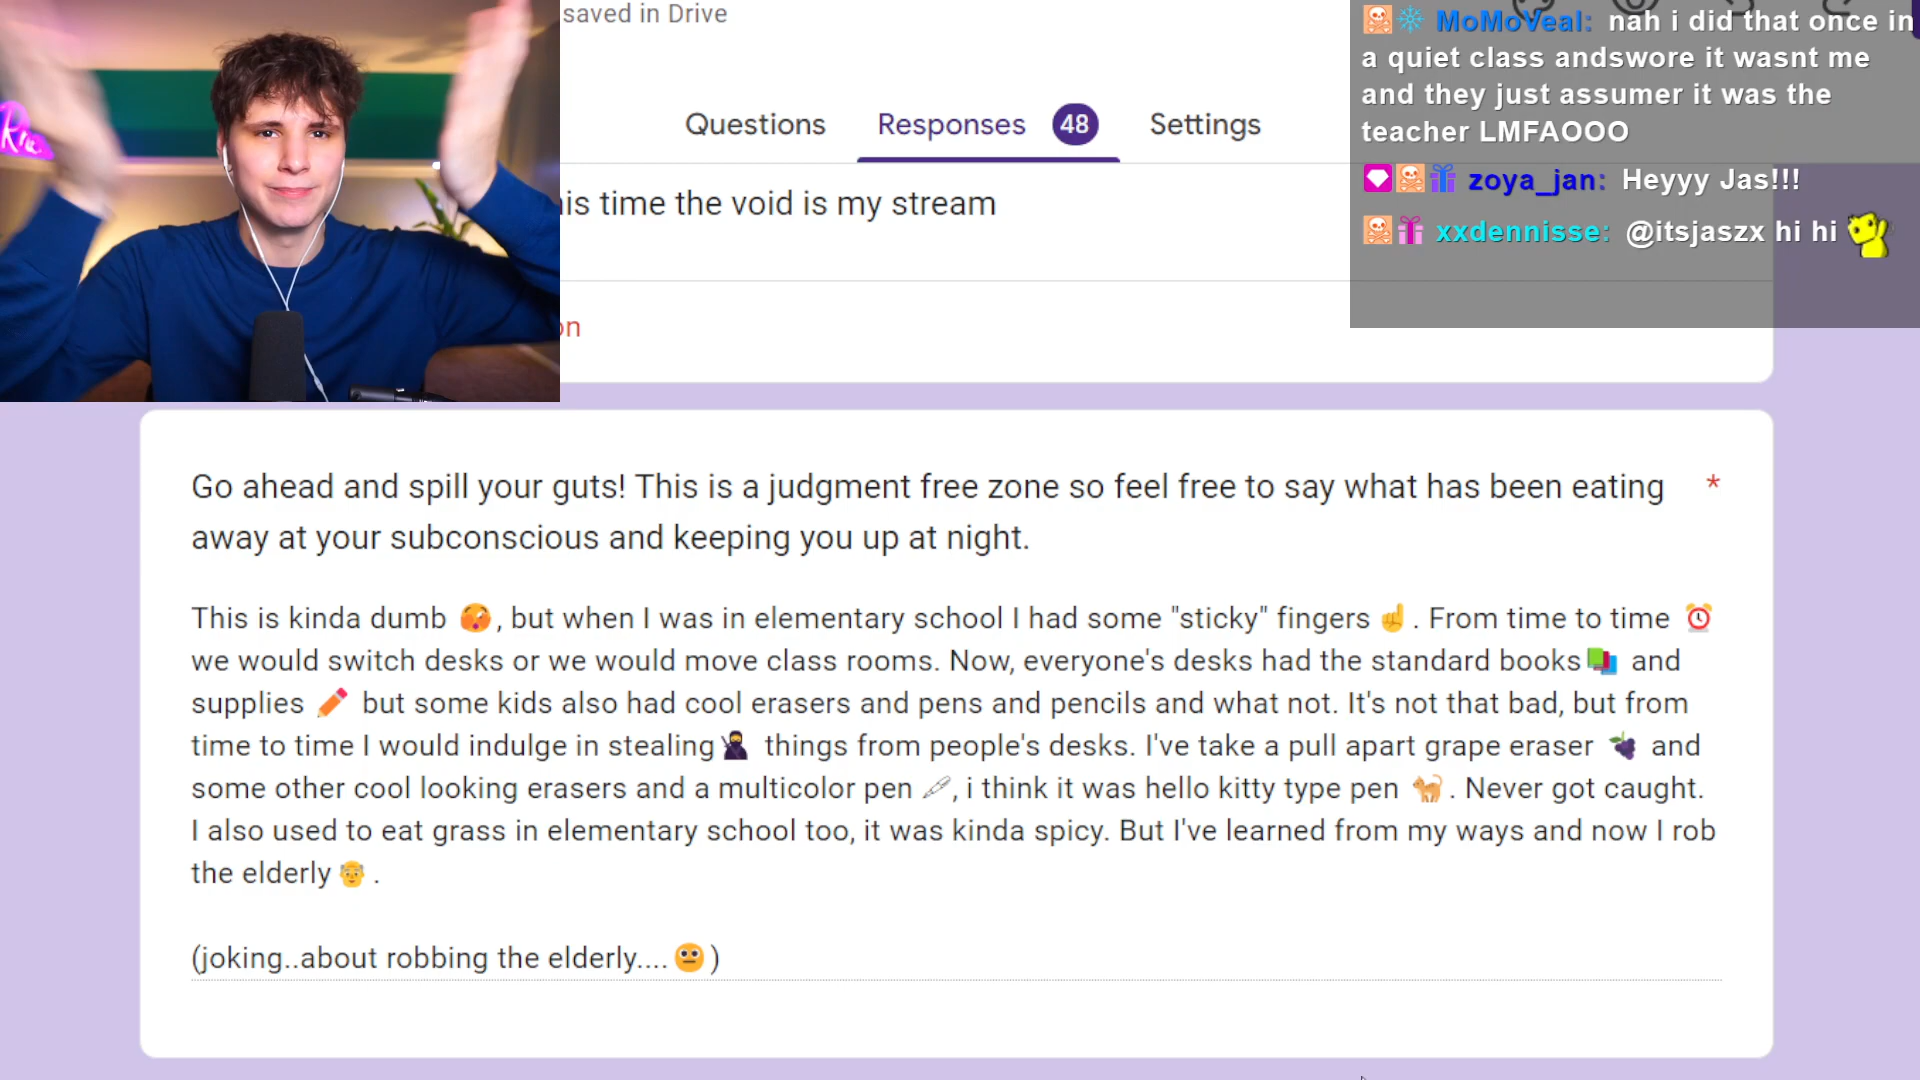 saved in Drive
Questions Responses 48 Settings
his time the void is my stream
on
MoMoVeal: nah i did that once in
a quiet class andswore it wasnt me
and they just assumer it was the
teacher LMFAOOO
zoya_jan: Heyyy Jas!!!
xxdennisse: @itsjaszx hi hi
Go ahead and spill your guts! This is a judgment free zone so feel free to say what has been eating *
away at your subconscious and keeping you up at night.
This is kinda dumb 🫣, but when I was in elementary school I had some "sticky" fingers ☝️. From time to time ⏰
we would switch desks or we would move class rooms. Now, everyone's desks had the standard books📚 and
supplies ✏️ but some kids also had cool erasers and pens and pencils and what not. It's not that bad, but from
time to time I would indulge in stealing🥷 things from people's desks. I've take a pull apart grape eraser 🍇 and
some other cool looking erasers and a multicolor pen 🖊, i think it was hello kitty type pen 🐈. Never got caught.
I also used to eat grass in elementary school too, it was kinda spicy. But I've learned from my ways and now I rob
the elderly 👴.
(joking..about robbing the elderly....😐)